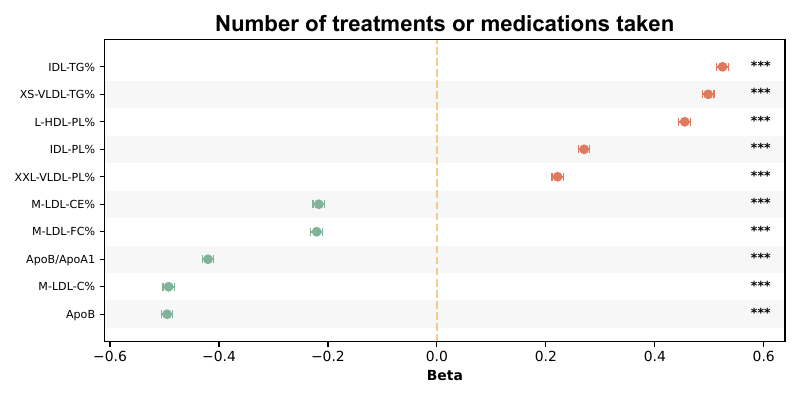 Number of treatments or medications taken
IDL-TG% ***
XS-VLDL-TG% ***
L-HDL-PL% ***
IDL-PL% ***
XXL-VLDL-PL% ***
M-LDL-CE% ***
M-LDL-FC% ***
ApoB/ApoA1 ***
M-LDL-C% ***
ApoB ***
−0.6 −0.4 −0.2 0.0 0.2 0.4 0.6
Beta